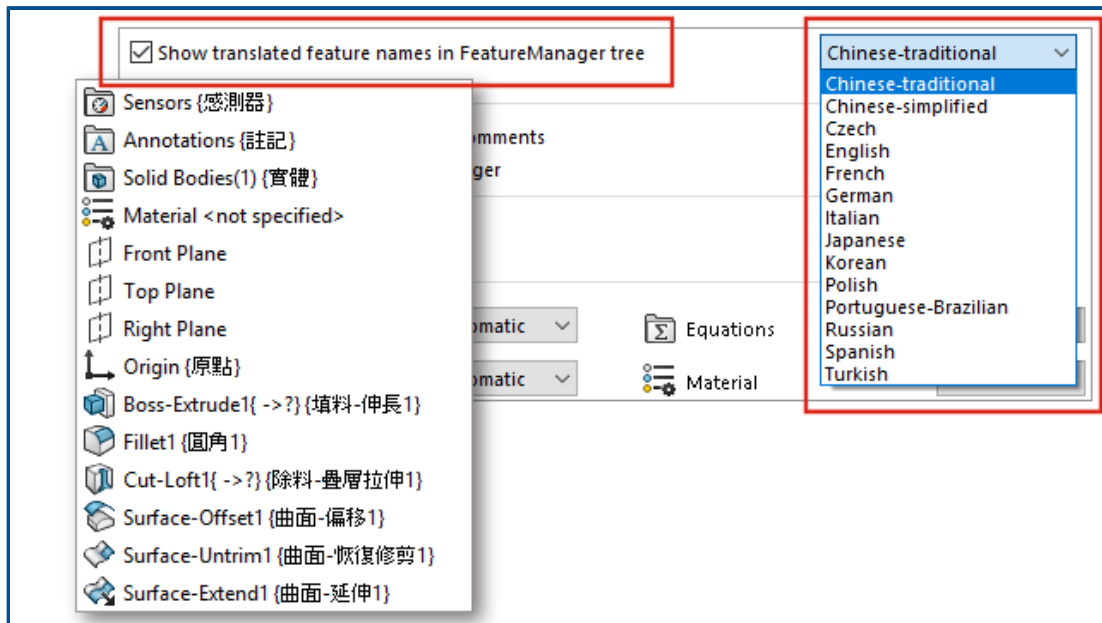 Show translated feature names in FeatureManager tree
Chinese-traditional
Chinese-traditional
Chinese-simplified
Czech
English
French
German
Italian
Japanese
Korean
Polish
Portuguese-Brazilian
Russian
Spanish
Turkish
Sensors {感測器}
Annotations {註記}
Solid Bodies(1) {實體}
Material <not specified>
Front Plane
Top Plane
Right Plane
Origin {原點}
Boss-Extrude1{ ->?} {填料-伸長1}
Fillet1 {圓角1}
Cut-Loft1{ ->?} {除料-疊層拉伸1}
Surface-Offset1 {曲面-偏移1}
Surface-Untrim1 {曲面-恢復修剪1}
Surface-Extend1 {曲面-延伸1}
Equations
Material